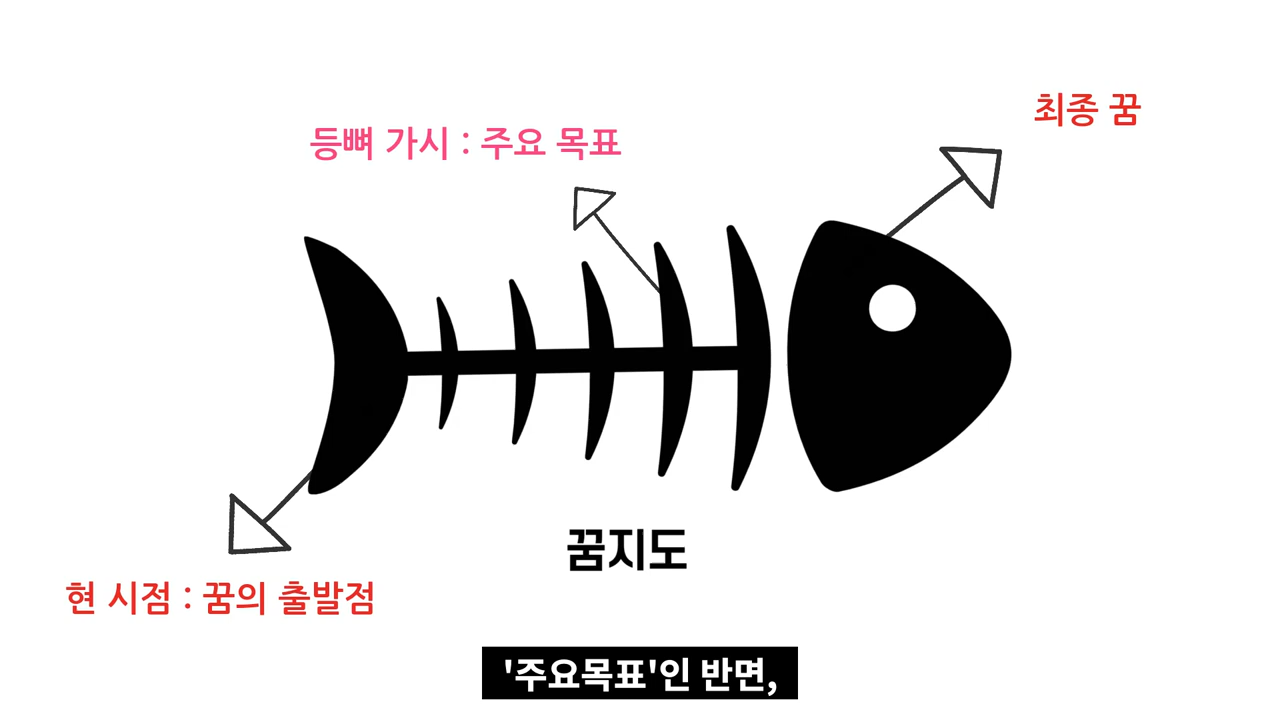 최종 꿈
등뼈 가시 : 주요 목표
꿈지도
현 시점 : 꿈의 출발점
'주요목표'인 반면,